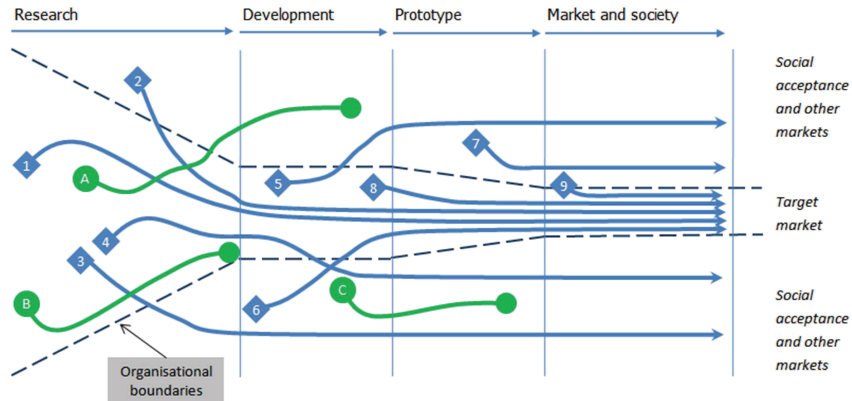 Research
Development
Prototype
Market and society
2
1
A
5
7
8
9
4
3
B
6
C
Social
acceptance
and other
markets
Target
market
Social
acceptance
and other
markets
Organisational
boundaries